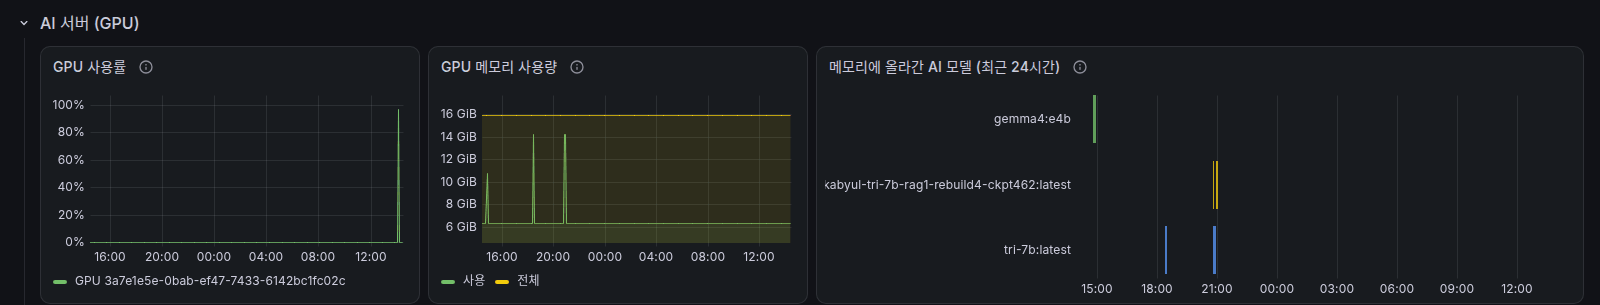 AI 서버 (GPU)
GPU 사용률
100%
80%
60%
40%
20%
0%
16:00 20:00 00:00 04:00 08:00 12:00
GPU 3a7e1e5e-0bab-ef47-7433-6142bc1fc02c
GPU 메모리 사용량
16 GiB
14 GiB
12 GiB
10 GiB
8 GiB
6 GiB
16:00 20:00 00:00 04:00 08:00 12:00
사용 전체
메모리에 올라간 AI 모델 (최근 24시간)
gemma4:e4b
kabyul-tri-7b-rag1-rebuild4-ckpt462:latest
tri-7b:latest
15:00 18:00 21:00 00:00 03:00 06:00 09:00 12:00